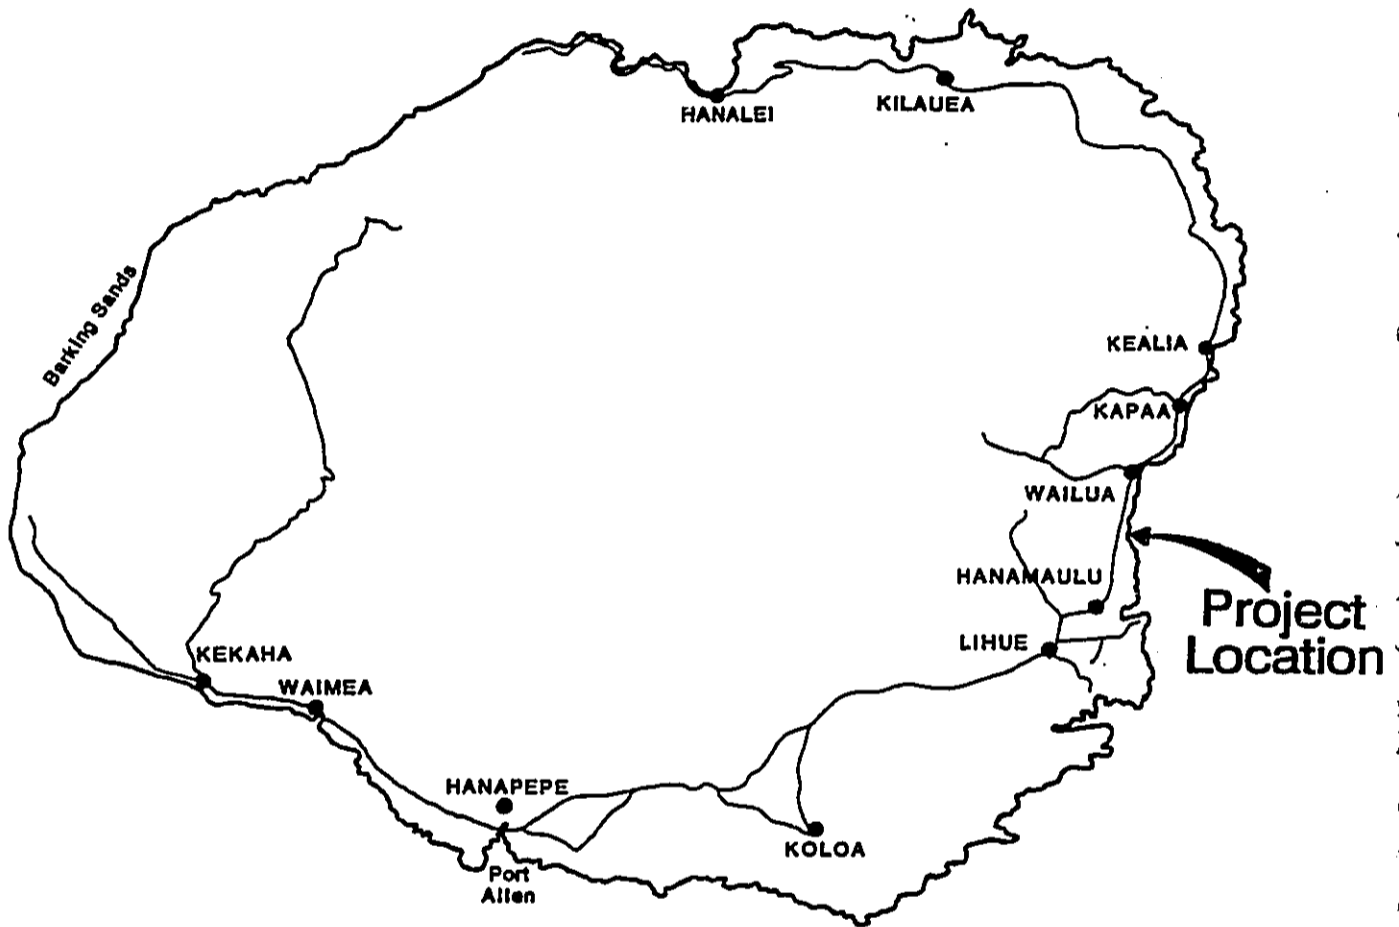 HANALEI
KILAUEA
Barking Sands
KEALIA
KAPAA
WAILUA
HANAMAULU
Project
Location
LIHUE
KEKAHA
WAIMEA
HANAPEPE
KOLOA
Port
Allen